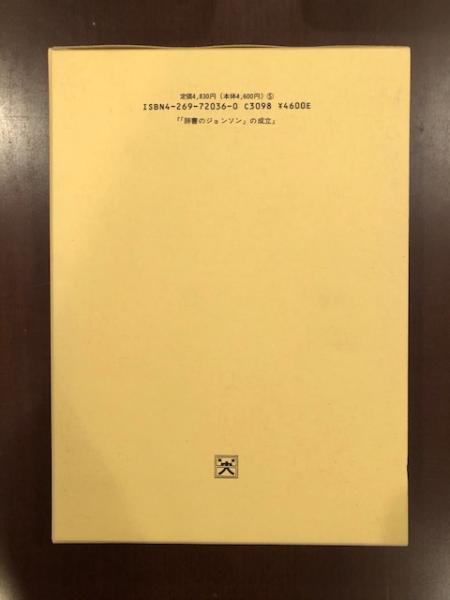 定価4,830円(本体4,600円)⑤
ISBN4-269-72036-0 C3098 ¥4600E
『「辞書のジョンソン」の成立』
英